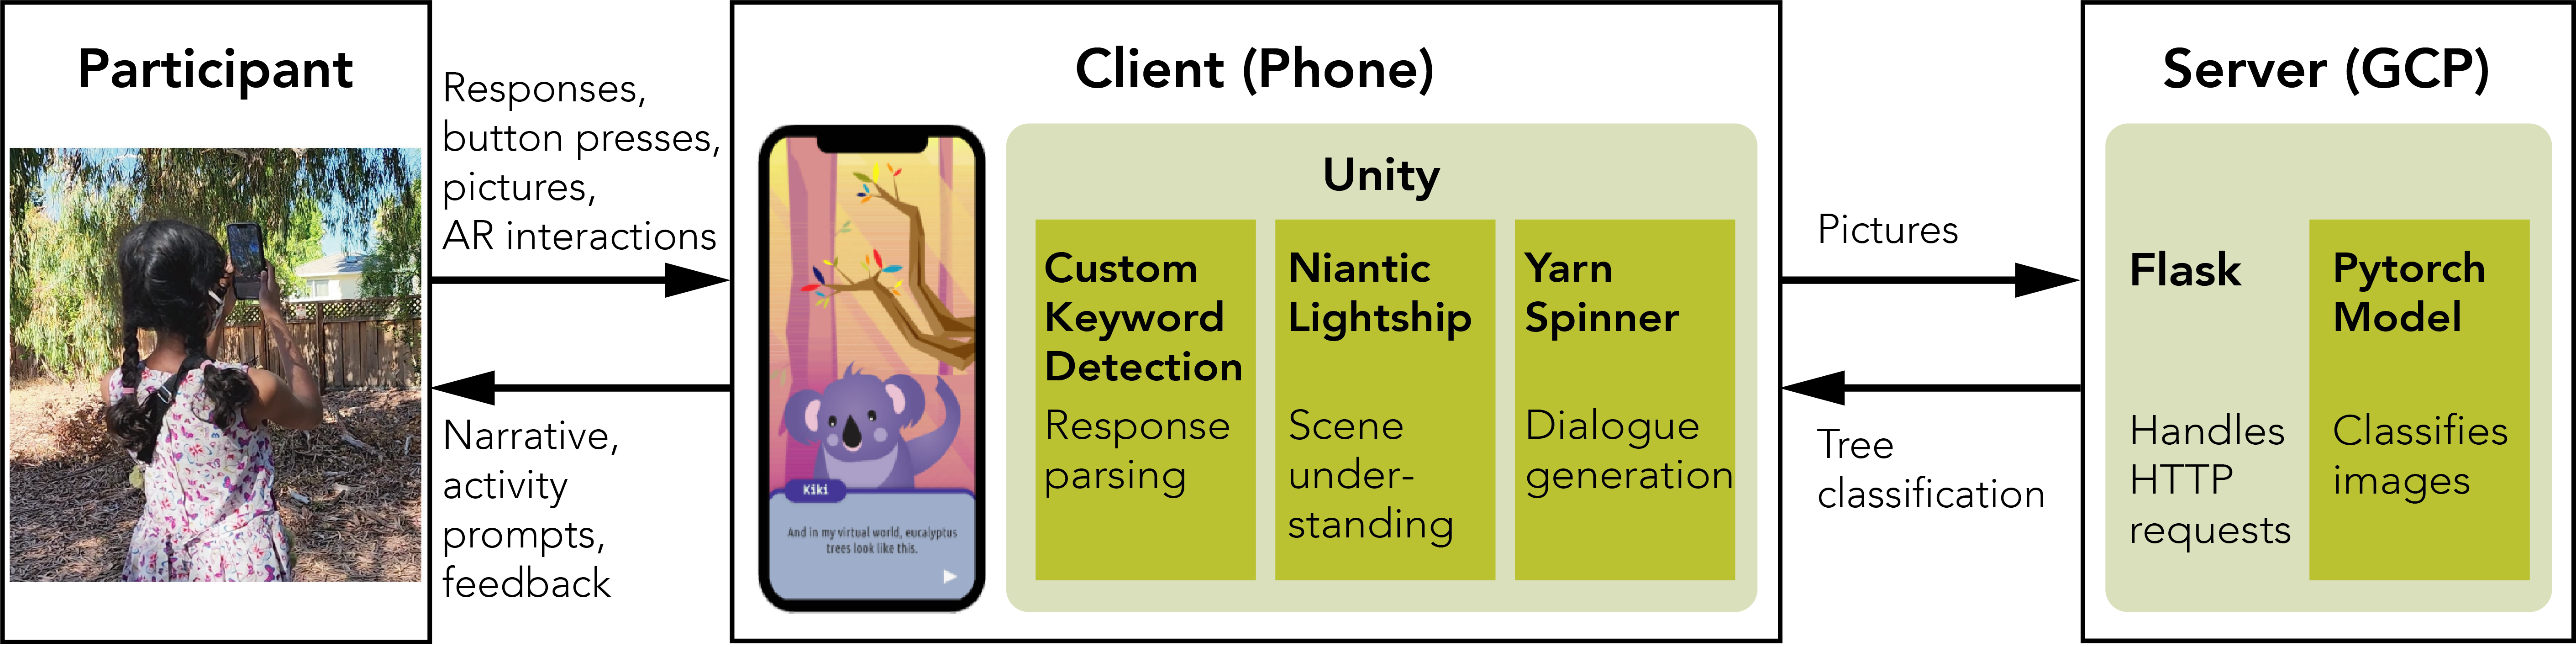 Participant
Responses,
button presses,
pictures,
AR interactions
Narrative,
activity
prompts,
feedback
Client (Phone)
Kiki
And in my virtual world, eucalyptus
trees look like this.
Unity
Custom
Keyword
Detection
Response
parsing
Niantic
Lightship
Scene
under-
standing
Yarn
Spinner
Dialogue
generation
Pictures
Tree
classification
Server (GCP)
Flask
Handles
HTTP
requests
Pytorch
Model
Classifies
images